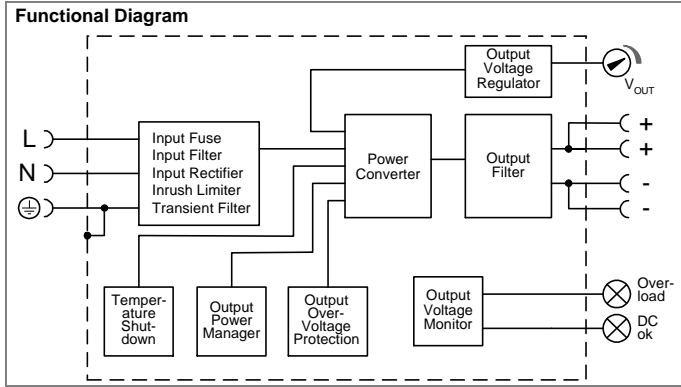 Functional Diagram
Output
Voltage
Regulator
V_OUT
L
N
Input Fuse
Input Filter
Input Rectifier
Inrush Limiter
Transient Filter
Power
Converter
Output
Filter
+
+
-
-
Temper-
ature
Shut-
down
Output
Power
Manager
Output
Over-
Voltage
Protection
Output
Voltage
Monitor
Over-
load
DC
ok